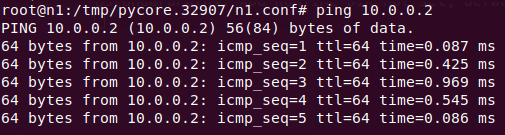 root@n1:/tmp/pycore.32907/n1.conf# ping 10.0.0.2
PING 10.0.0.2 (10.0.0.2) 56(84) bytes of data.
64 bytes from 10.0.0.2: icmp_seq=1 ttl=64 time=0.087 ms
64 bytes from 10.0.0.2: icmp_seq=2 ttl=64 time=0.425 ms
64 bytes from 10.0.0.2: icmp_seq=3 ttl=64 time=0.969 ms
64 bytes from 10.0.0.2: icmp_seq=4 ttl=64 time=0.545 ms
64 bytes from 10.0.0.2: icmp_seq=5 ttl=64 time=0.086 ms